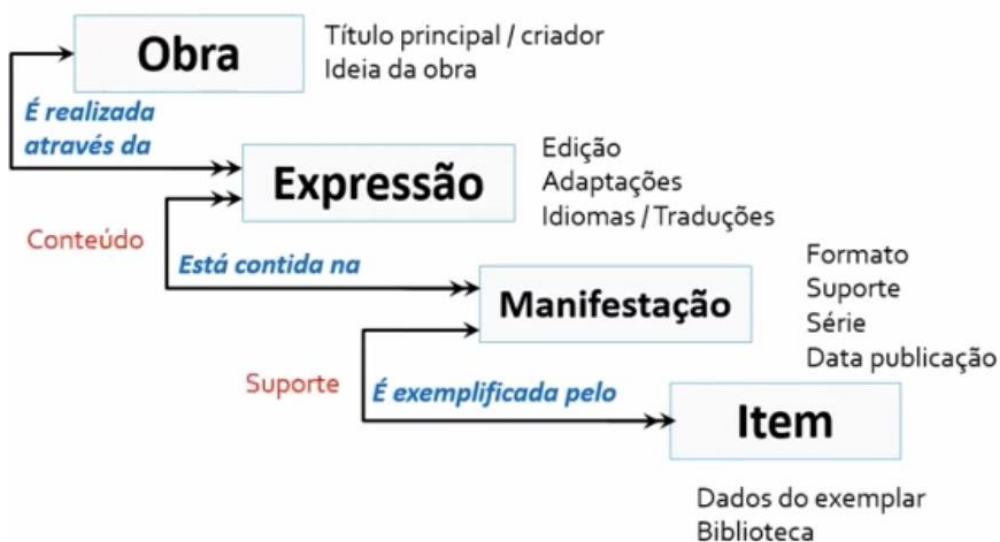 Obra
Título principal / criador
Ideia da obra
É realizada
através da
Expressão
Edição
Adaptações
Idiomas / Traduções
Conteúdo
Está contida na
Manifestação
Formato
Suporte
Série
Data publicação
Suporte
É exemplificada pelo
Item
Dados do exemplar
Biblioteca